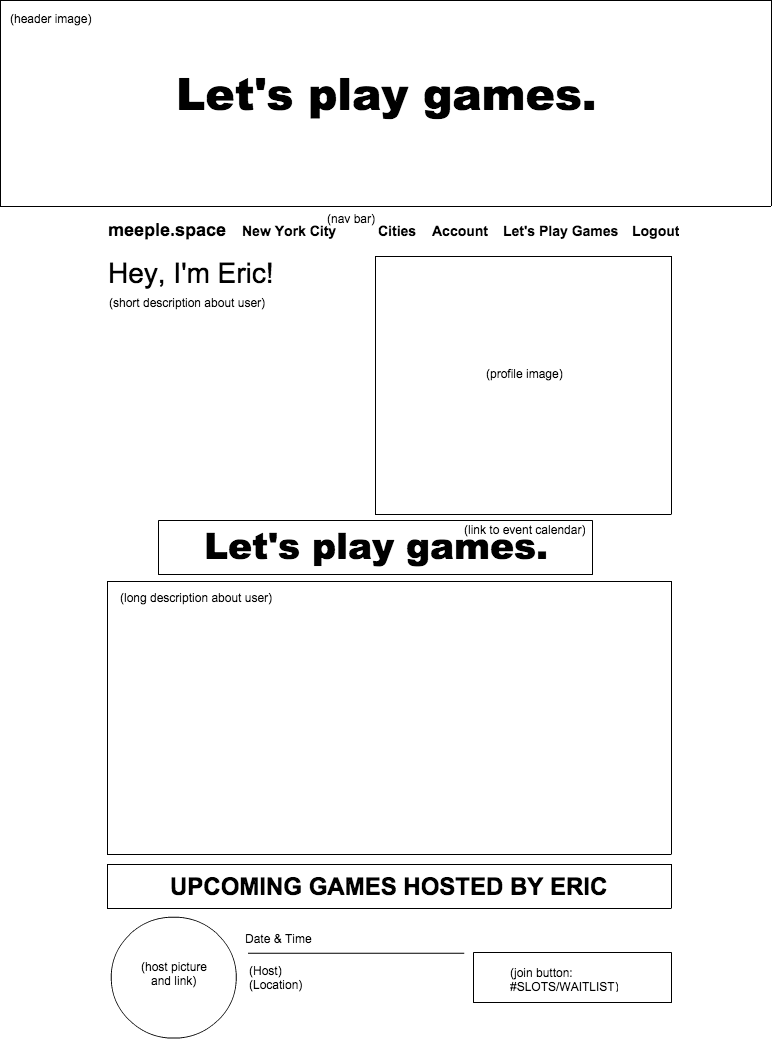 (header image)
Let's play games.
(nav bar)
meeple.space New York City Cities Account Let's Play Games Logout
Hey, I'm Eric!
(short description about user)
(profile image)
(link to event calendar)
Let's play games.
(long description about user)
UPCOMING GAMES HOSTED BY ERIC
(host picture
and link)
Date & Time
(Host)
(Location)
(join button:
#SLOTS/WAITLIST)